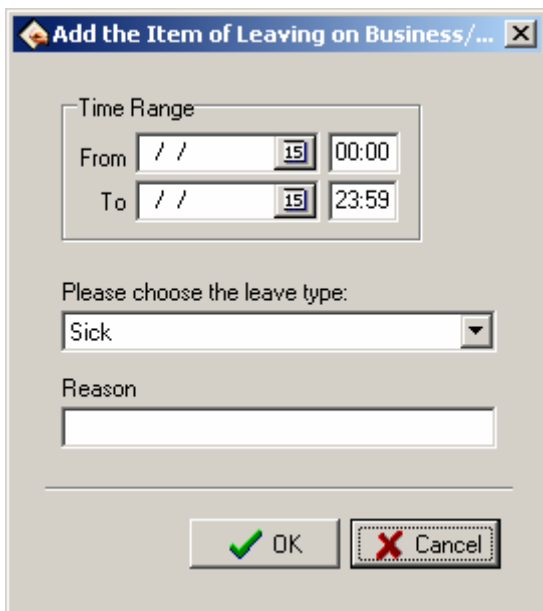 Add the Item of Leaving on Business/...
Time Range
From / / 15 00:00
To / / 15 23:59
Please choose the leave type:
Sick
Reason
OK Cancel